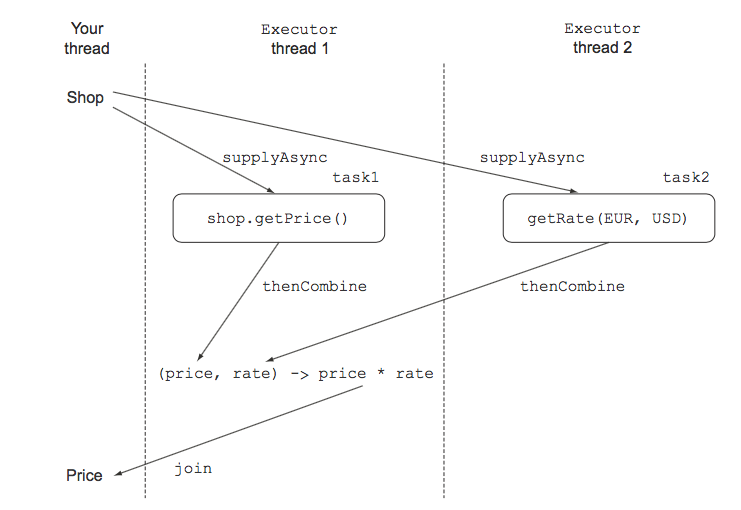 Your
thread
Executor
thread 1
Executor
thread 2
Shop
supplyAsync
supplyAsync
task1
task2
shop.getPrice()
getRate(EUR, USD)
thenCombine
thenCombine
(price, rate) -> price * rate
Price
join